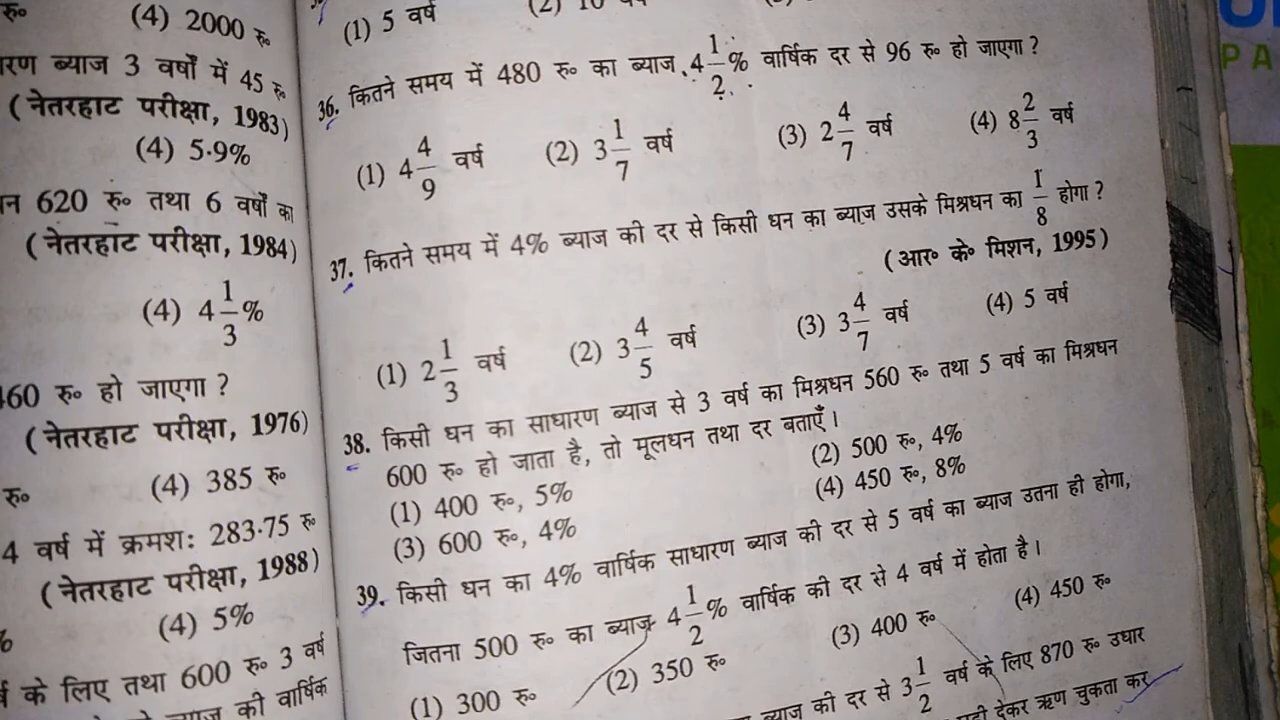 रु०
(4) 2000 रु०
रण ब्याज 3 वर्षों में 45 रु०
(नेतरहाट परीक्षा, 1983)
(4) 5·9%
620 रु० तथा 6 वर्षों का
(नेतरहाट परीक्षा, 1984)
(4) 4 1/3%
60 रु० हो जाएगा ?
(नेतरहाट परीक्षा, 1976)
रु०
(4) 385 रु०
4 वर्ष में क्रमशः 283·75 रु०
(नेतरहाट परीक्षा, 1988)
(4) 5%
के लिए तथा 600 रु० 3 वर्ष
की वार्षिक
(1) 5 वर्ष
36. कितने समय में 480 रु० का ब्याज 4 1/2% वार्षिक दर से 96 रु० हो जाएगा ?
(1) 4 4/9 वर्ष (2) 3 1/7 वर्ष (3) 2 4/7 वर्ष (4) 8 2/3 वर्ष
37. कितने समय में 4% ब्याज की दर से किसी धन का ब्याज उसके मिश्रधन का 1/8 होगा ?
(आर० के० मिशन, 1995)
(1) 2 1/3 वर्ष (2) 3 4/5 वर्ष (3) 3 4/7 वर्ष (4) 5 वर्ष
38. किसी धन का साधारण ब्याज से 3 वर्ष का मिश्रधन 560 रु० तथा 5 वर्ष का मिश्रधन
600 रु० हो जाता है, तो मूलधन तथा दर बताएँ।
(1) 400 रु०, 5% (2) 500 रु०, 4%
(3) 600 रु०, 4% (4) 450 रु०, 8%
39. किसी धन का 4% वार्षिक साधारण ब्याज की दर से 5 वर्ष का ब्याज उतना ही होगा,
जितना 500 रु० का ब्याज 4 1/2% वार्षिक की दर से 4 वर्ष में होता है।
(1) 300 रु० (2) 350 रु० (3) 400 रु० (4) 450 रु०
ब्याज की दर से 3 1/2 वर्ष के लिए 870 रु० उधार
देकर ऋण चुकता कर
PA